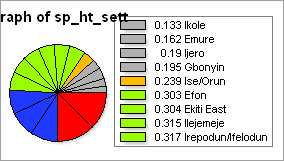 raph of sp_ht_sett
0.133 Ikole
0.162 Emure
0.19 Ijero
0.195 Gbonyin
0.239 Ise/Orun
0.303 Efon
0.304 Ekiti East
0.315 Ilejemeje
0.317 Irepodun/Ifelodun